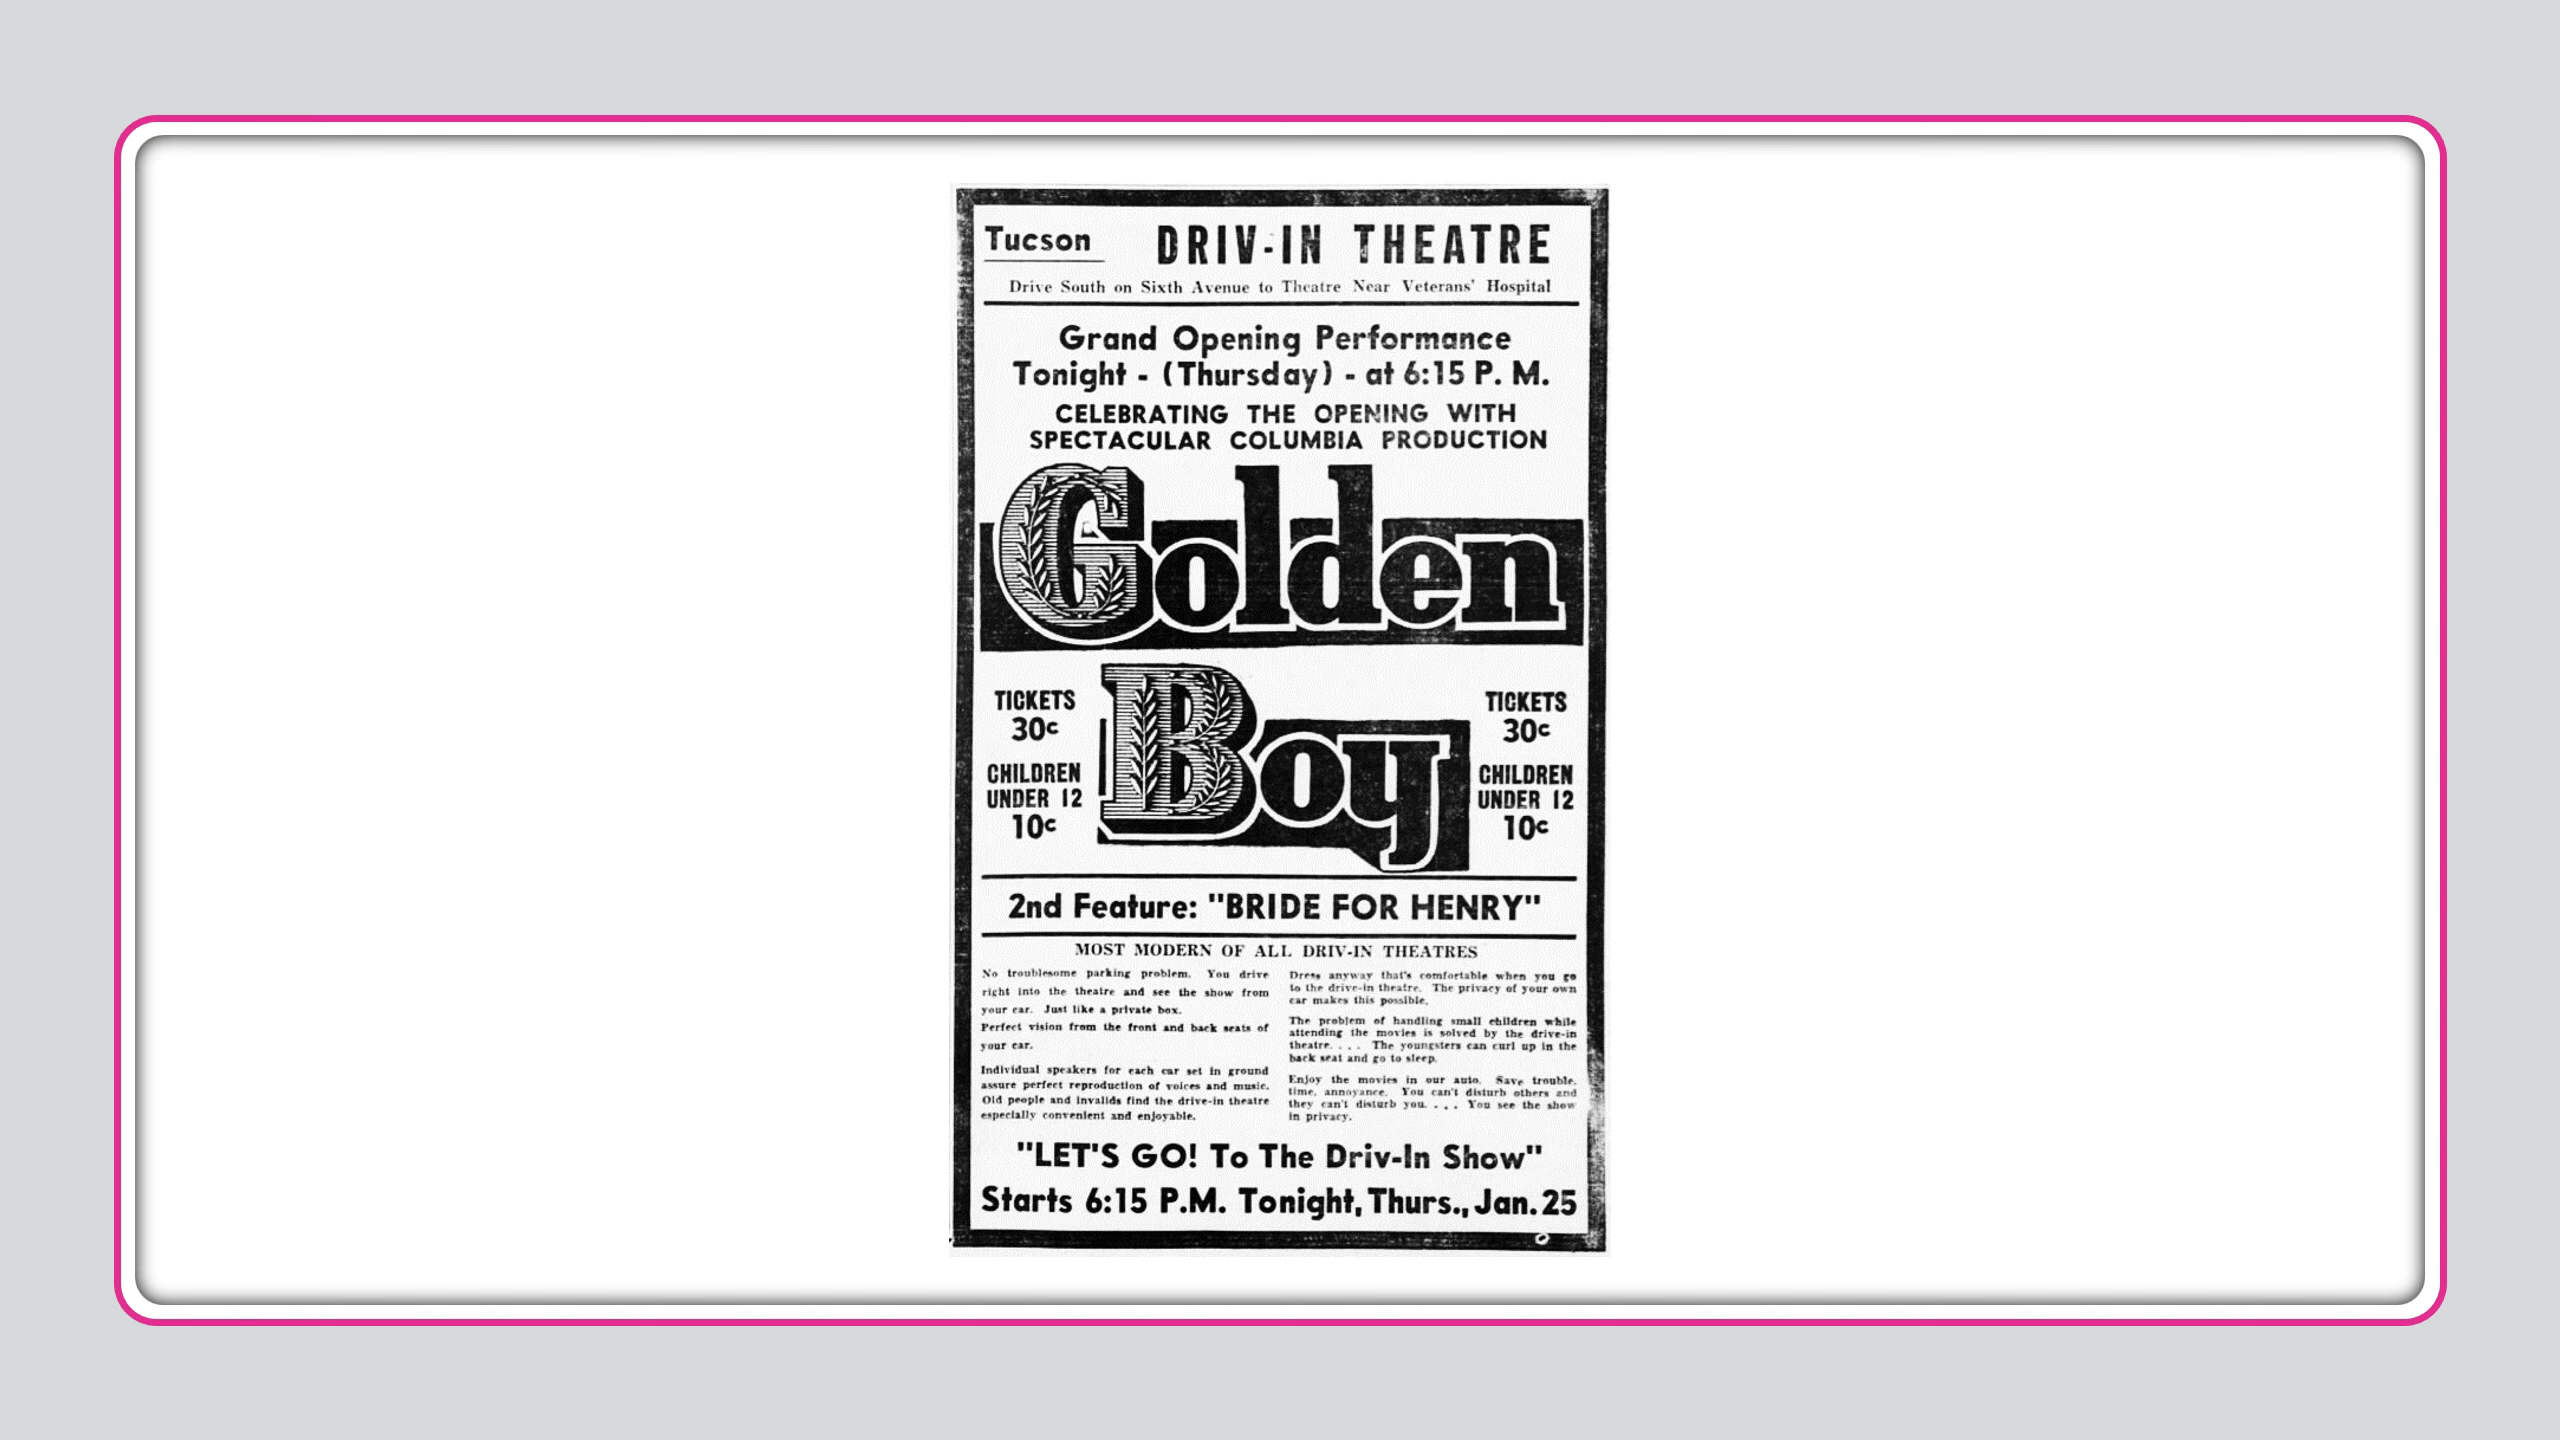 Tucson DRIV-IN THEATRE
Drive South on Sixth Avenue to Theatre Near Veterans' Hospital
Grand Opening Performance
Tonight - (Thursday) - at 6:15 P. M.
CELEBRATING THE OPENING WITH
SPECTACULAR COLUMBIA PRODUCTION
Golden
Boy
TICKETS
30c
CHILDREN
UNDER 12
10c
TICKETS
30c
CHILDREN
UNDER 12
10c
2nd Feature: "BRIDE FOR HENRY"
MOST MODERN OF ALL DRIV-IN THEATRES
No troublesome parking problem. You drive
right into the theatre and see the show from
your car. Just like a private box.
Perfect vision from the front and back seats of
your car.
Individual speakers for each car set in ground
assure perfect reproduction of voices and music.
Old people and invalids find the drive-in theatre
especially convenient and enjoyable.
Dress anyway that's comfortable when you go
to the drive-in theatre. The privacy of your own
car makes this possible.
The problem of handling small children while
attending the movies is solved by the drive-in
theatre. . . . The youngsters can curl up in the
back seat and go to sleep.
Enjoy the movies in our auto. Save trouble,
time, annoyance. You can't disturb others and
they can't disturb you. . . . You see the show
in privacy.
"LET'S GO! To The Driv-In Show"
Starts 6:15 P.M. Tonight, Thurs., Jan. 25